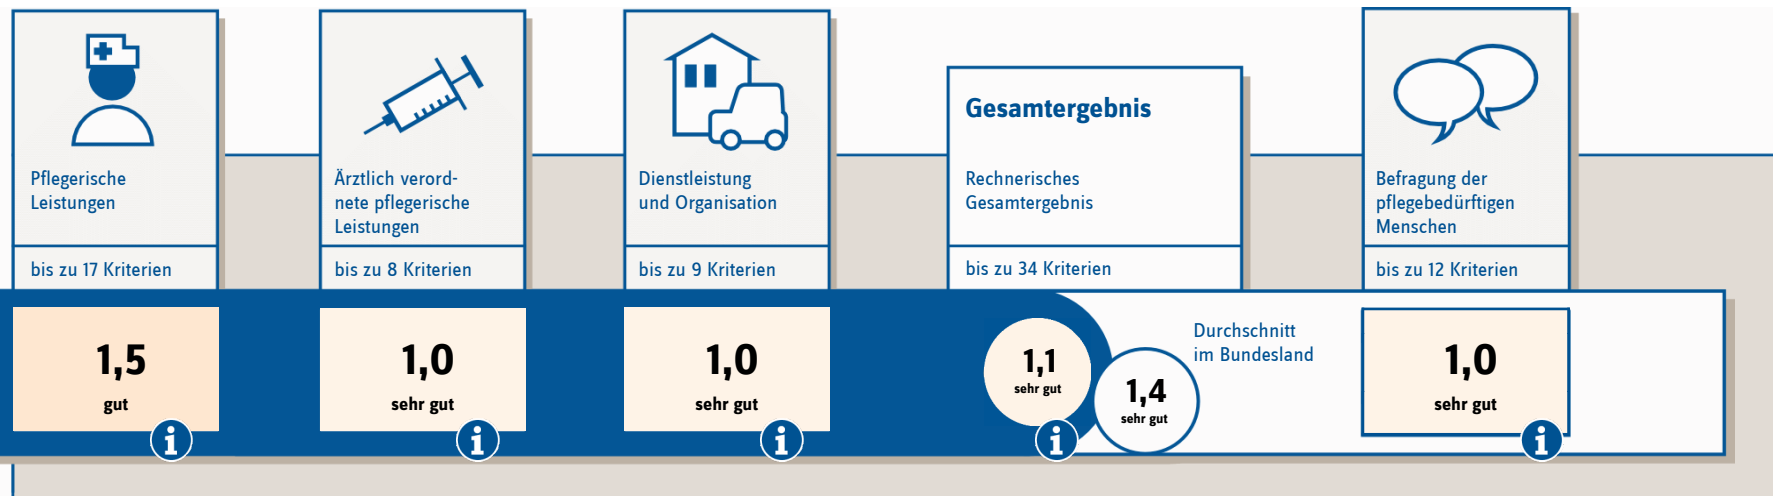 Pflegerische
Leistungen
bis zu 17 Kriterien
1,5
gut
Ärztlich verord-
nete pflegerische
Leistungen
bis zu 8 Kriterien
1,0
sehr gut
Dienstleistung
und Organisation
bis zu 9 Kriterien
1,0
sehr gut
Gesamtergebnis
Rechnerisches
Gesamtergebnis
bis zu 34 Kriterien
1,1
sehr gut
Durchschnitt
im Bundesland
1,4
sehr gut
Befragung der
pflegebedürftigen
Menschen
bis zu 12 Kriterien
1,0
sehr gut